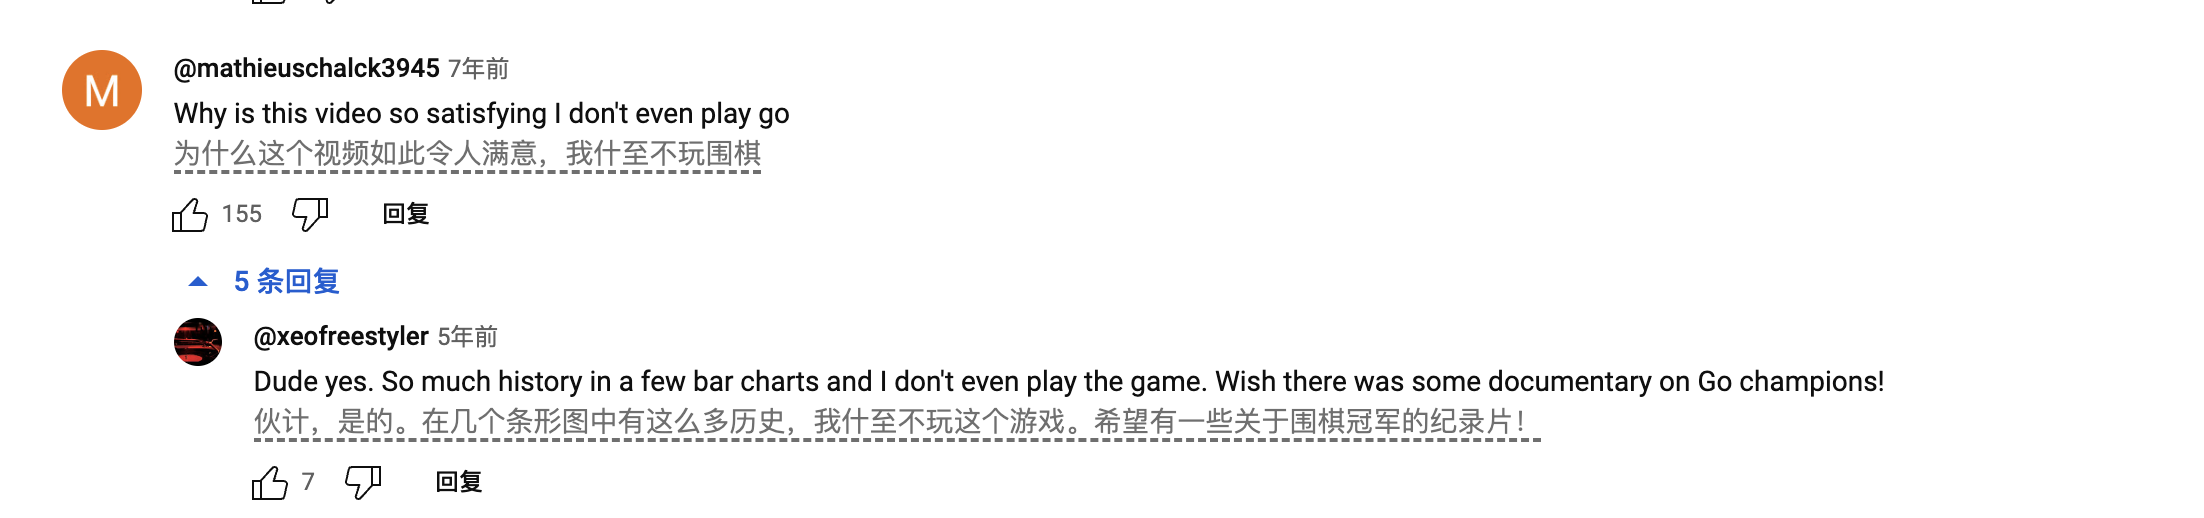 @mathieuschalck3945 7年前
Why is this video so satisfying I don't even play go
为什么这个视频如此令人满意，我什至不玩围棋
155 回复
5 条回复
@xeofreestyler 5年前
Dude yes. So much history in a few bar charts and I don't even play the game. Wish there was some documentary on Go champions!
伙计，是的。在几个条形图中有这么多历史，我什至不玩这个游戏。希望有一些关于围棋冠军的纪录片！
7 回复